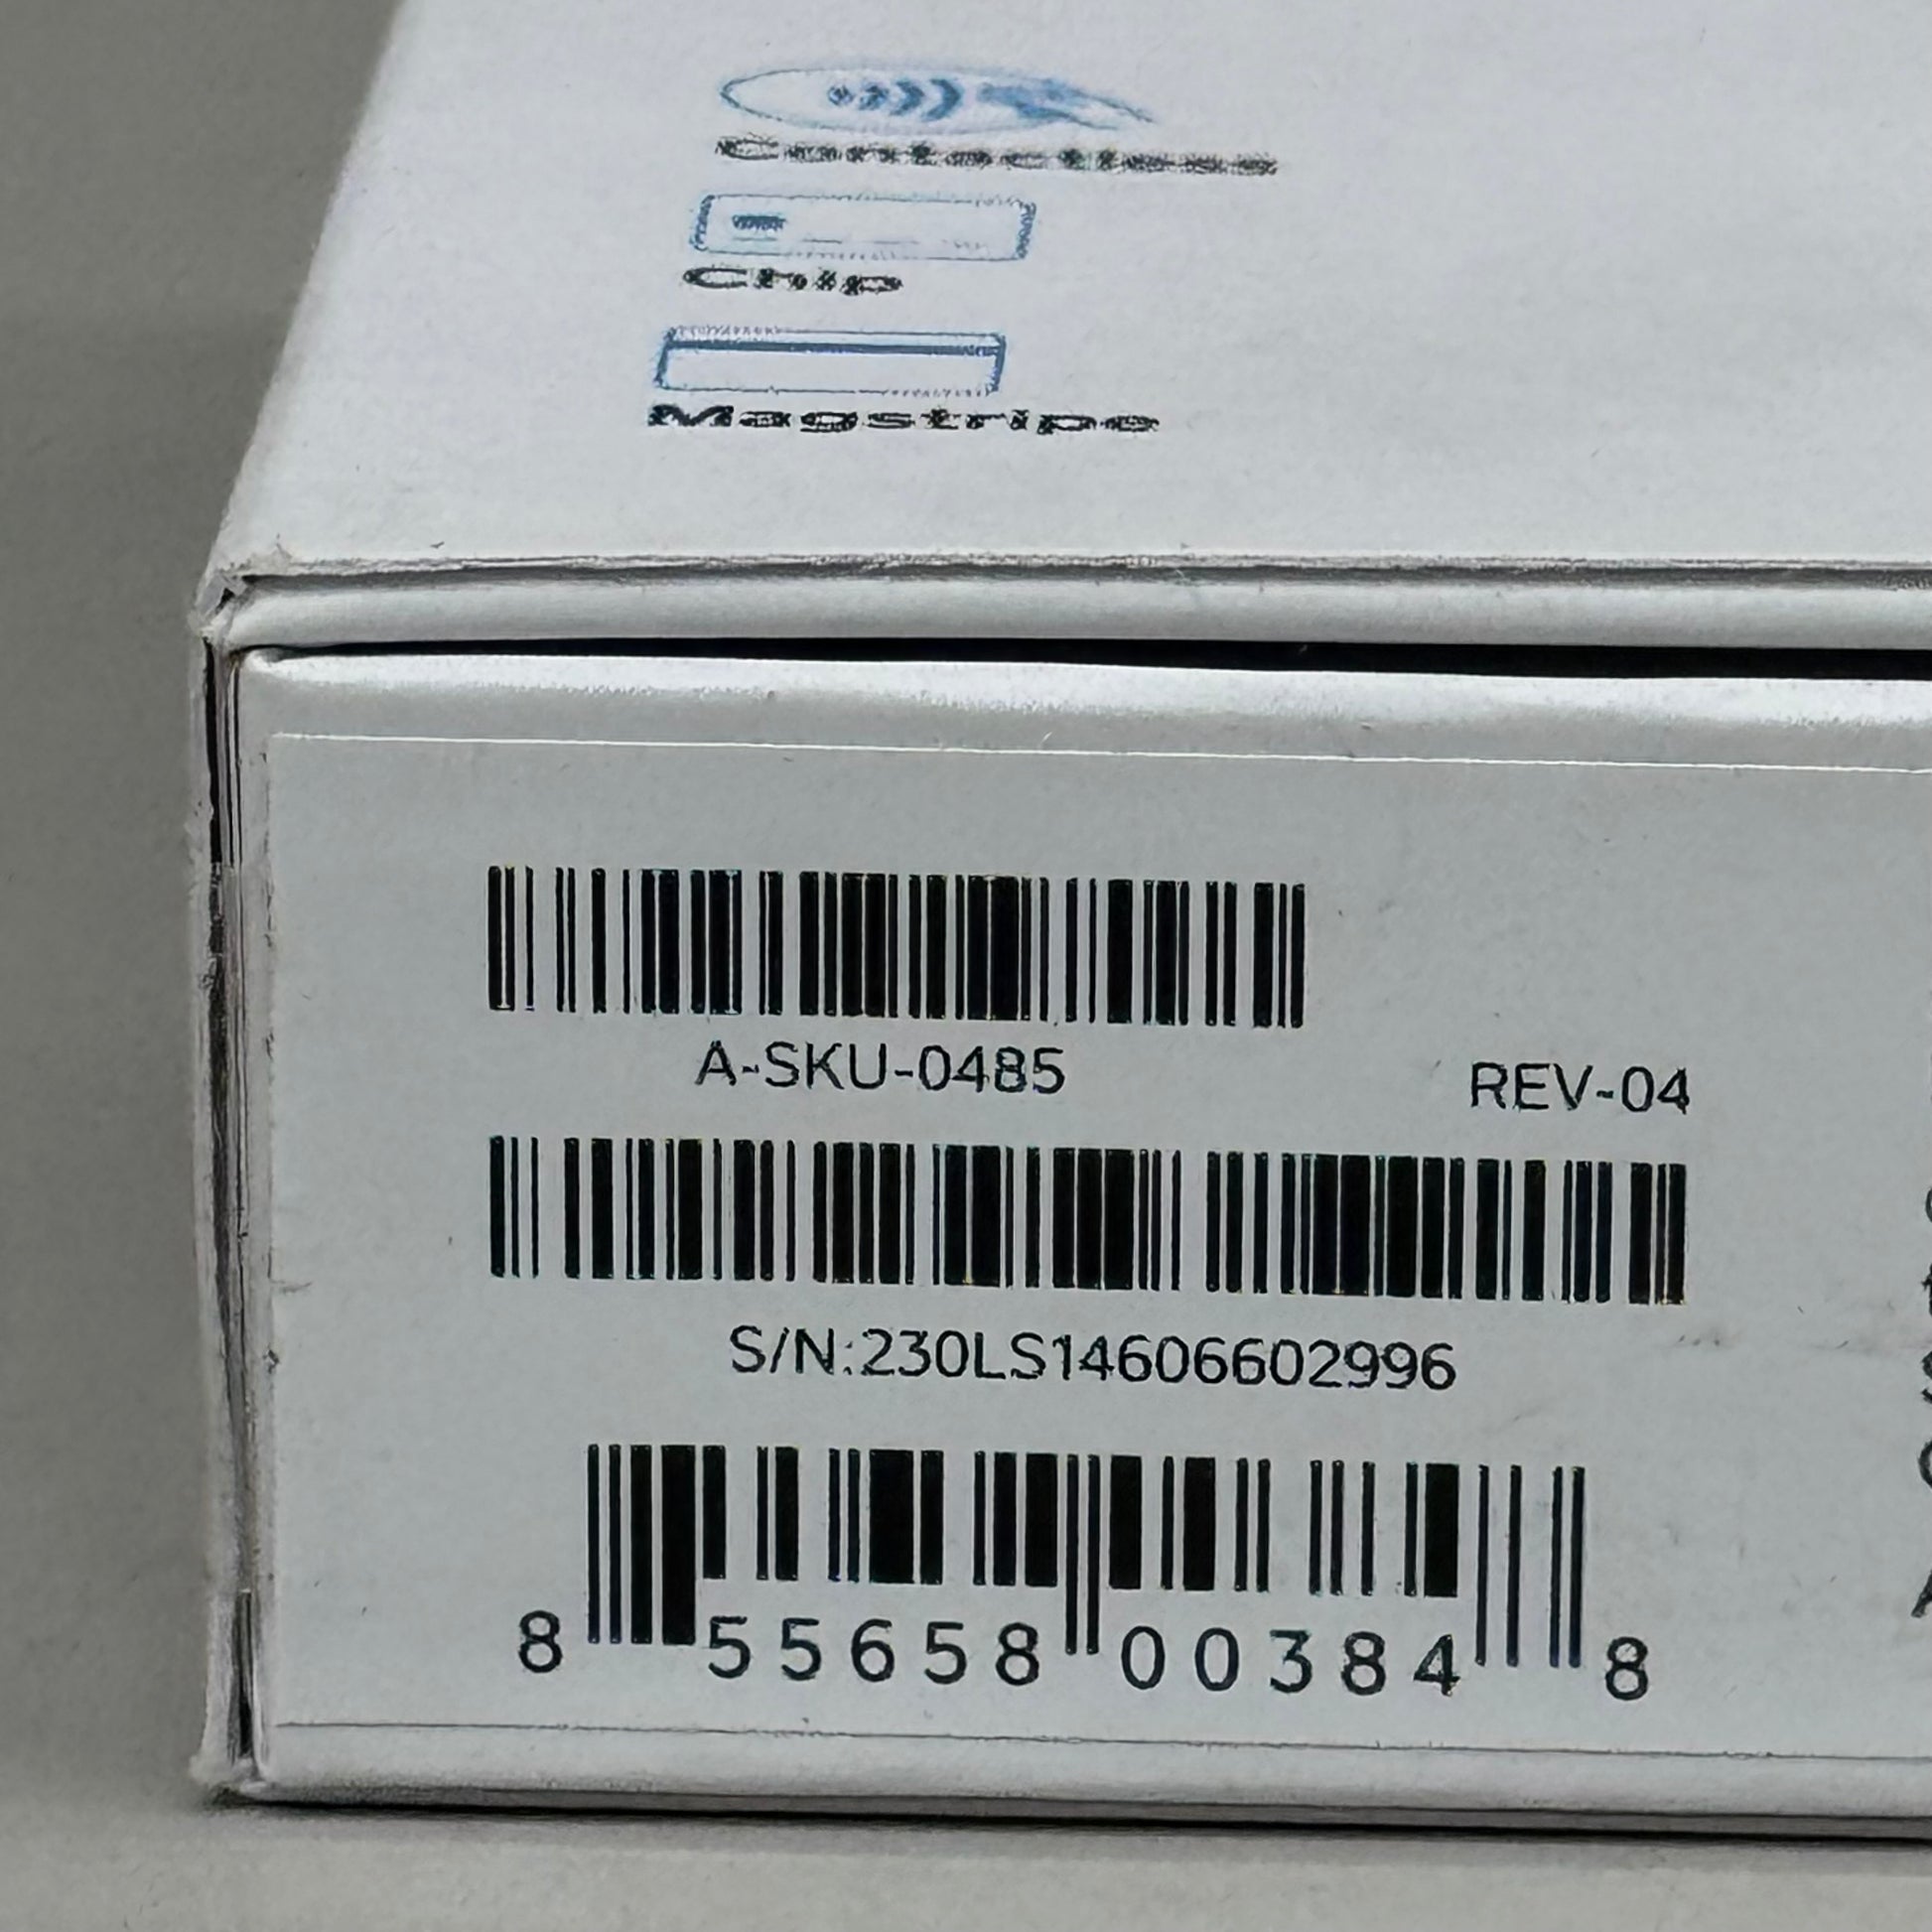 Contactless
Chip
Magstripe
A-SKU-0485
REV-04
S/N:230LS14606602996
8 55658 00384 8